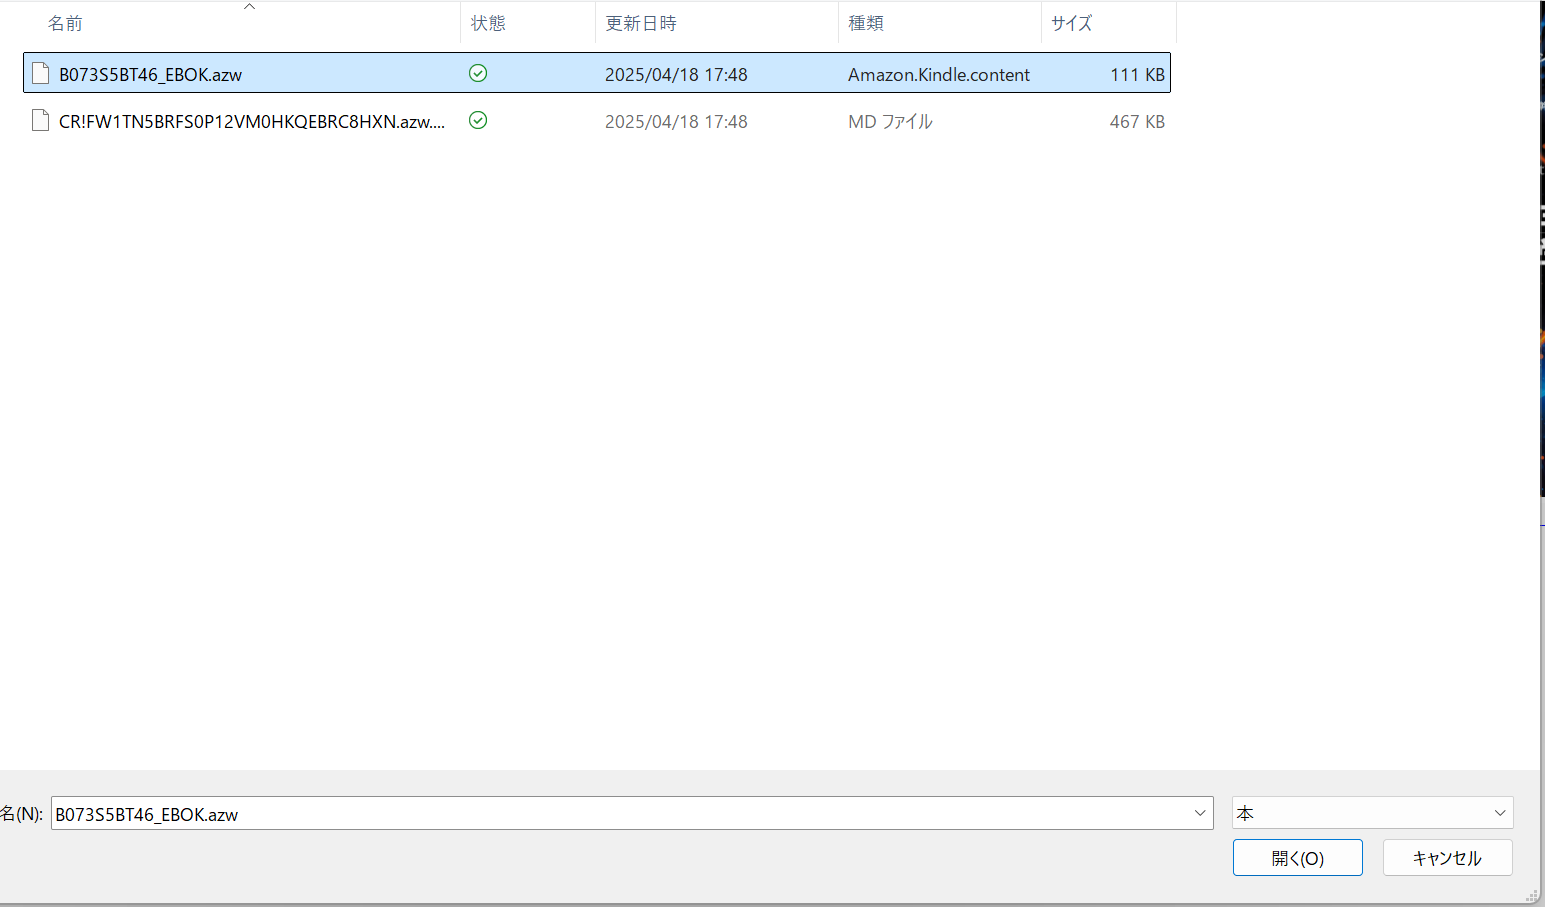 名前 状態 更新日時 種類 サイズ
B073S5BT46_EBOK.azw 2025/04/18 17:48 Amazon.Kindle.content 111 KB
CR!FW1TN5BRFS0P12VM0HKQEBRC8HXN.azw.... 2025/04/18 17:48 MD ファイル 467 KB
名(N): B073S5BT46_EBOK.azw 本
開く(O) キャンセル